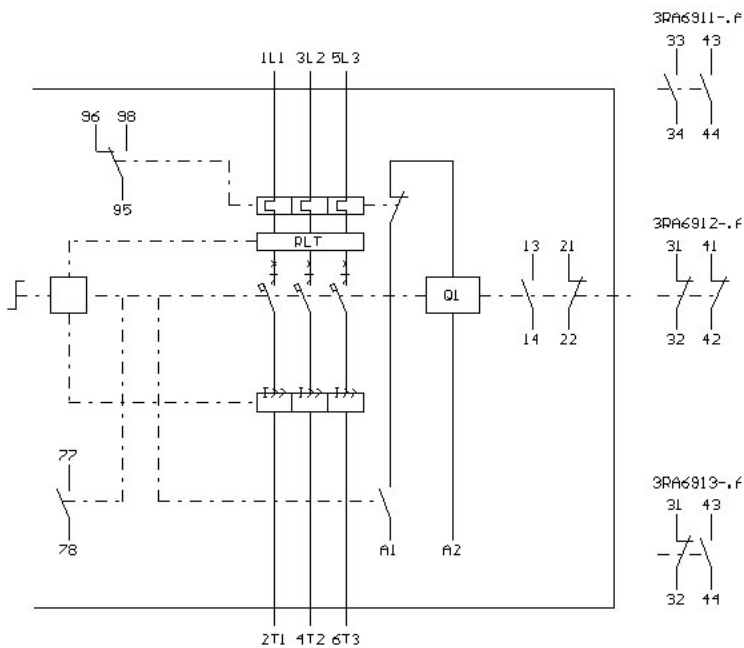 3RA6911-.A
33 43
1L1 3L2 5L3
96 98
34 44
95
3RA6912-.A
31 41
RLT
13 21
Q1
14 22
32 42
I>> I>> I>>
77
3RA6913-.A
31 43
78
A1 A2
32 44
2T1 4T2 6T3